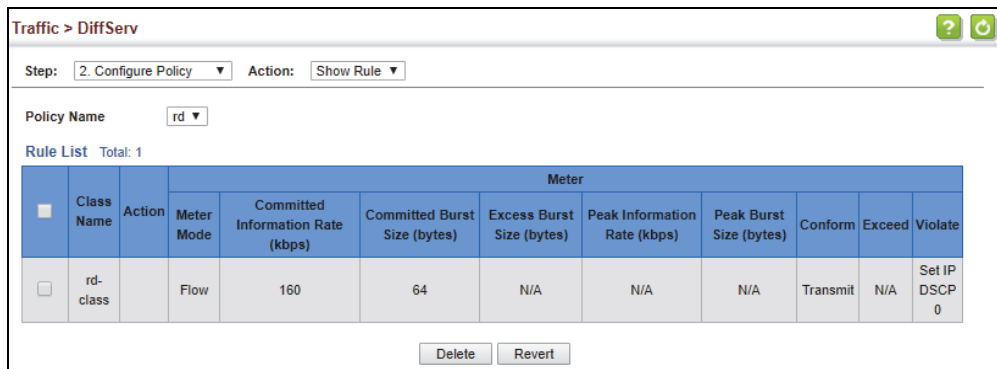 Traffic > DiffServ
?
Step: 2. Configure Policy Action: Show Rule
Policy Name rd
Rule List Total: 1
Class Name Action Meter
Meter Mode Committed Information Rate (kbps) Committed Burst Size (bytes) Excess Burst Size (bytes) Peak Information Rate (kbps) Peak Burst Size (bytes) Conform Exceed Violate
rd-class Flow 160 64 N/A N/A N/A Transmit N/A Set IP DSCP 0
Delete Revert